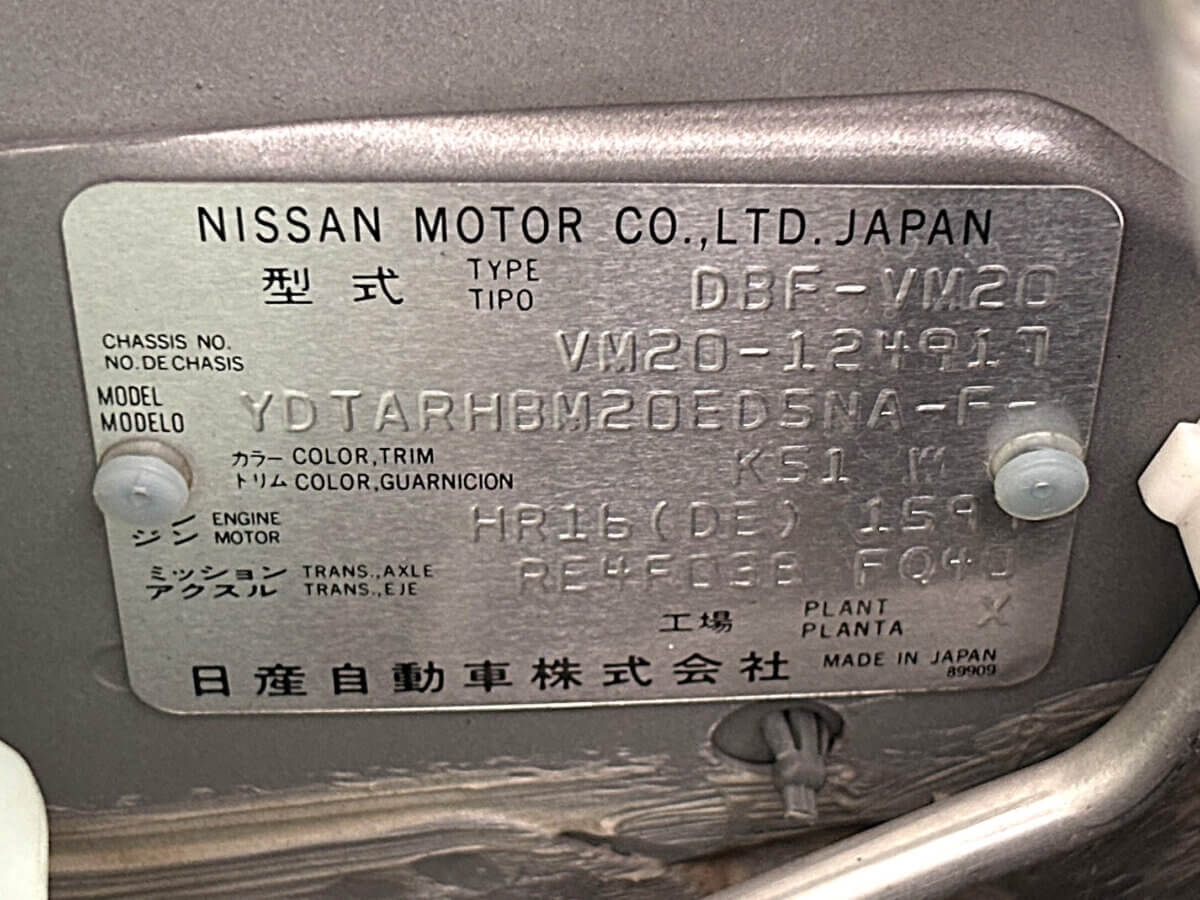 NISSAN MOTOR CO.,LTD. JAPAN
型式 TYPE DBF-VM20
TIPO
CHASSIS NO. VM20-124917
NO. DE CHASIS
MODEL YDTARHBM20EDSNA-F-
MODELO
カラー COLOR,TRIM K51 W
トリム COLOR,GUARNICION
ン ENGINE HR16(DE) 1597
ジン MOTOR
ミッション TRANS.,AXLE RE4F03B FQ40
アクスル TRANS.,EJE
工場 PLANT X
PLANTA
日産自動車株式会社 MADE IN JAPAN
89909